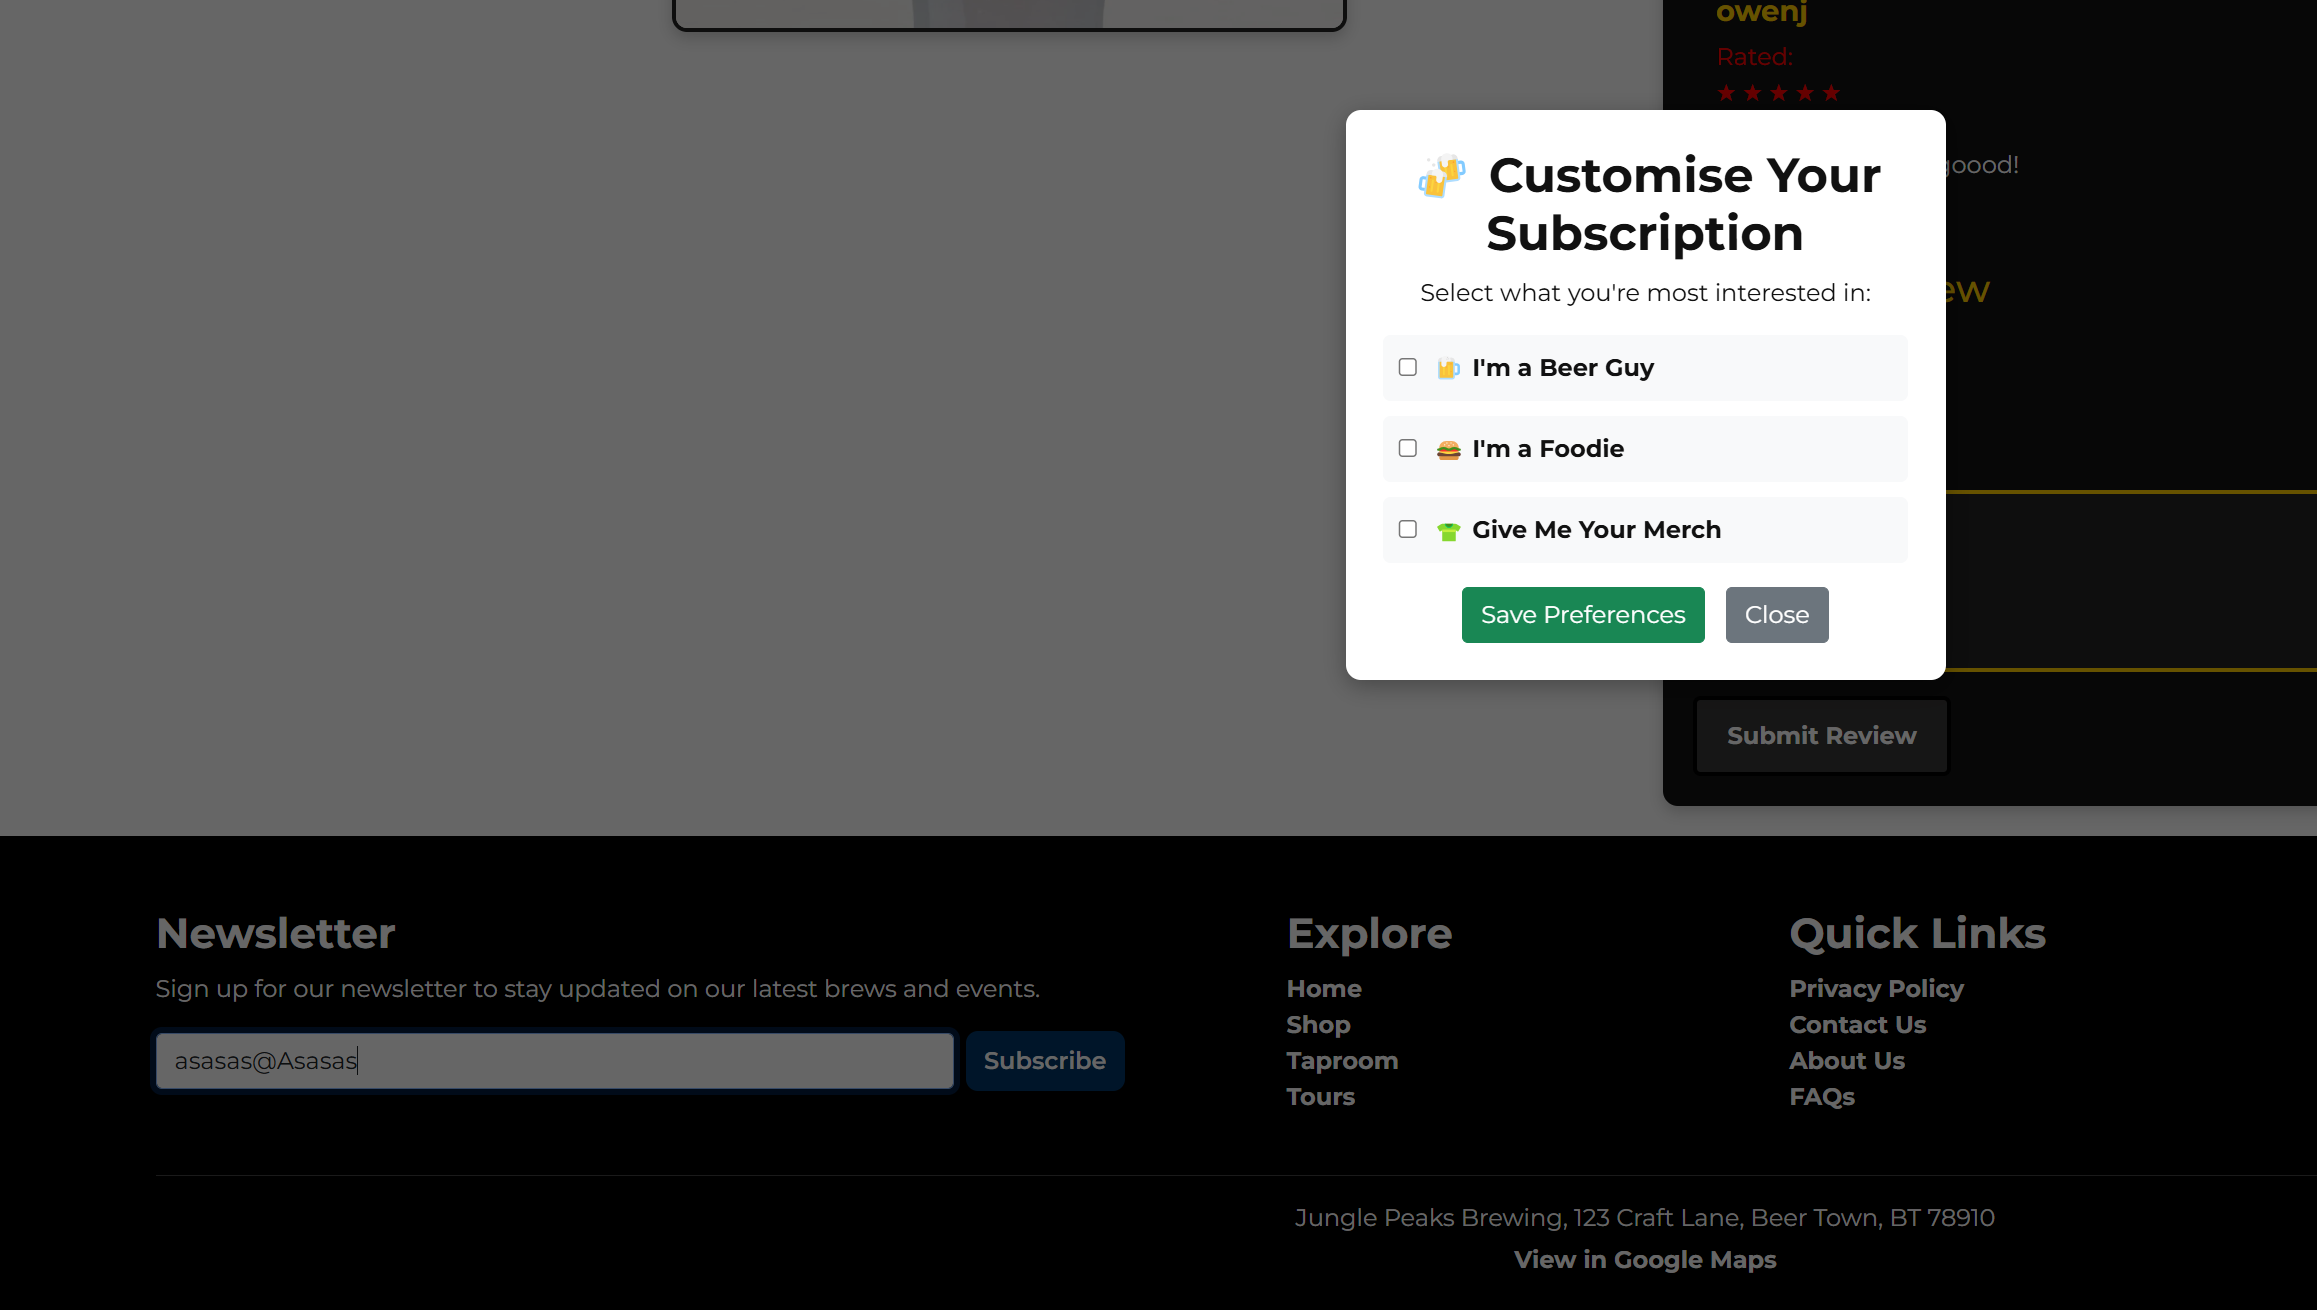 owenj
Rated:
goood!
Customise Your
Subscription
Select what you're most interested in:
I'm a Beer Guy
I'm a Foodie
Give Me Your Merch
Save Preferences
Close
Submit Review
Newsletter
Sign up for our newsletter to stay updated on our latest brews and events.
asasas@Asasas
Subscribe
Explore
Home
Shop
Taproom
Tours
Quick Links
Privacy Policy
Contact Us
About Us
FAQs
Jungle Peaks Brewing, 123 Craft Lane, Beer Town, BT 78910
View in Google Maps